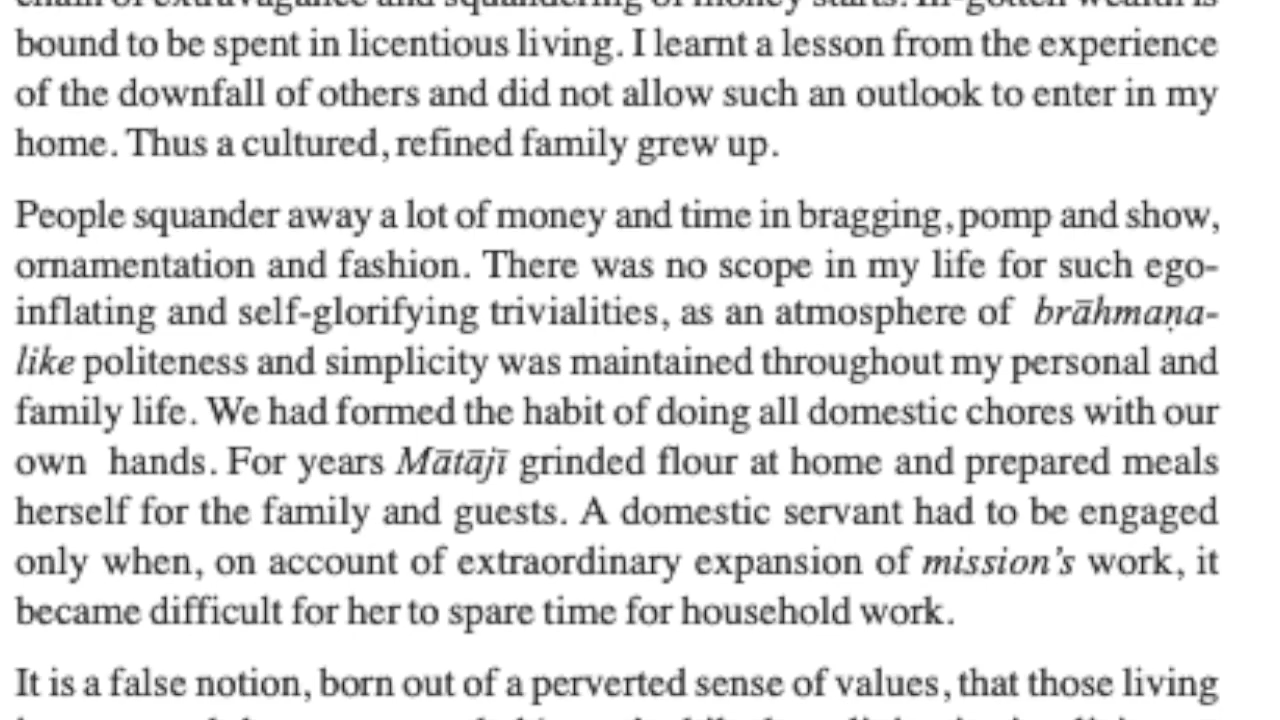 chain of extravagance and squandering of money starts. Ill-gotten wealth is
bound to be spent in licentious living. I learnt a lesson from the experience
of the downfall of others and did not allow such an outlook to enter in my
home. Thus a cultured, refined family grew up.
People squander away a lot of money and time in bragging, pomp and show,
ornamentation and fashion. There was no scope in my life for such ego-
inflating and self-glorifying trivialities, as an atmosphere of brāhmaṇa-
like politeness and simplicity was maintained throughout my personal and
family life. We had formed the habit of doing all domestic chores with our
own hands. For years Mātājī grinded flour at home and prepared meals
herself for the family and guests. A domestic servant had to be engaged
only when, on account of extraordinary expansion of mission's work, it
became difficult for her to spare time for household work.
It is a false notion, born out of a perverted sense of values, that those living